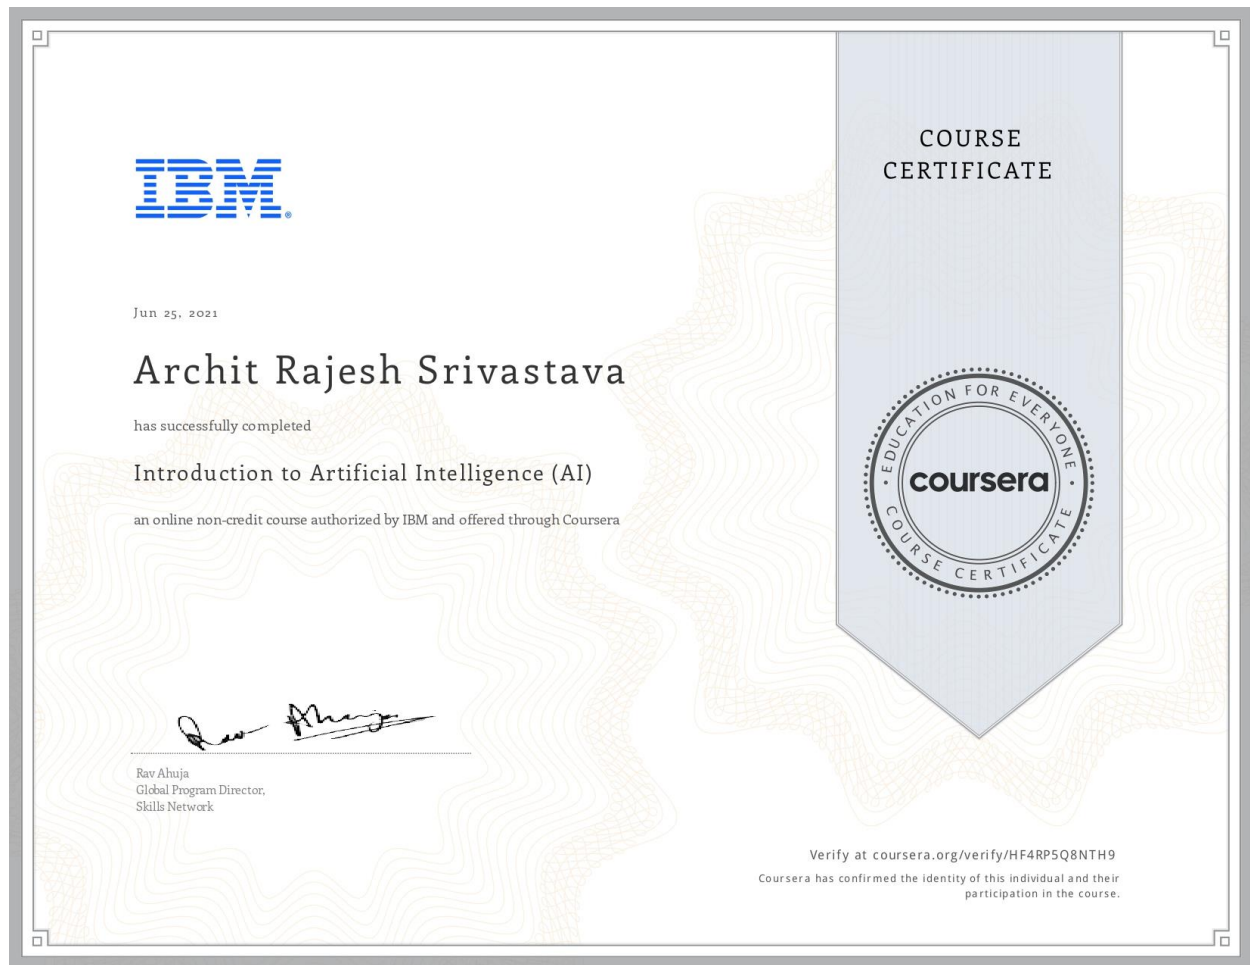 IBM®
COURSE
CERTIFICATE
Jun 25, 2021
Archit Rajesh Srivastava
has successfully completed
Introduction to Artificial Intelligence (AI)
an online non-credit course authorized by IBM and offered through Coursera
EDUCATION FOR EVERYONE
coursera
COURSE CERTIFICATE
Rav Ahuja
Rav Ahuja
Global Program Director,
Skills Network
Verify at coursera.org/verify/HF4RP5Q8NTH9
Coursera has confirmed the identity of this individual and their
participation in the course.